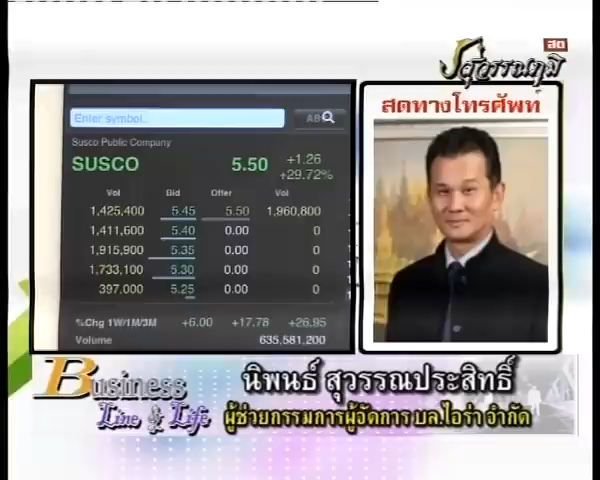 สด
สุวรรณภูมิ
สดทางโทรศัพท์
Enter symbol.
AB
Susco Public Company
SUSCO 5.50 +1.26
+29.72%
Vol Bid Offer Vol
1,425,400 5.45 5.50 1,960,800
1,411,600 5.40 0.00 0
1,915,900 5.35 0.00 0
1,733,100 5.30 0.00 0
397,000 5.25 0.00 0
%Chg 1W/1M/3M +6.00 +17.78 +26.95
Volume 635,581,200
Business
Line & Life
นิพนธ์ สุวรรณประสิทธิ์
ผู้ช่วยกรรมการผู้จัดการ บล.ไอร่า จำกัด